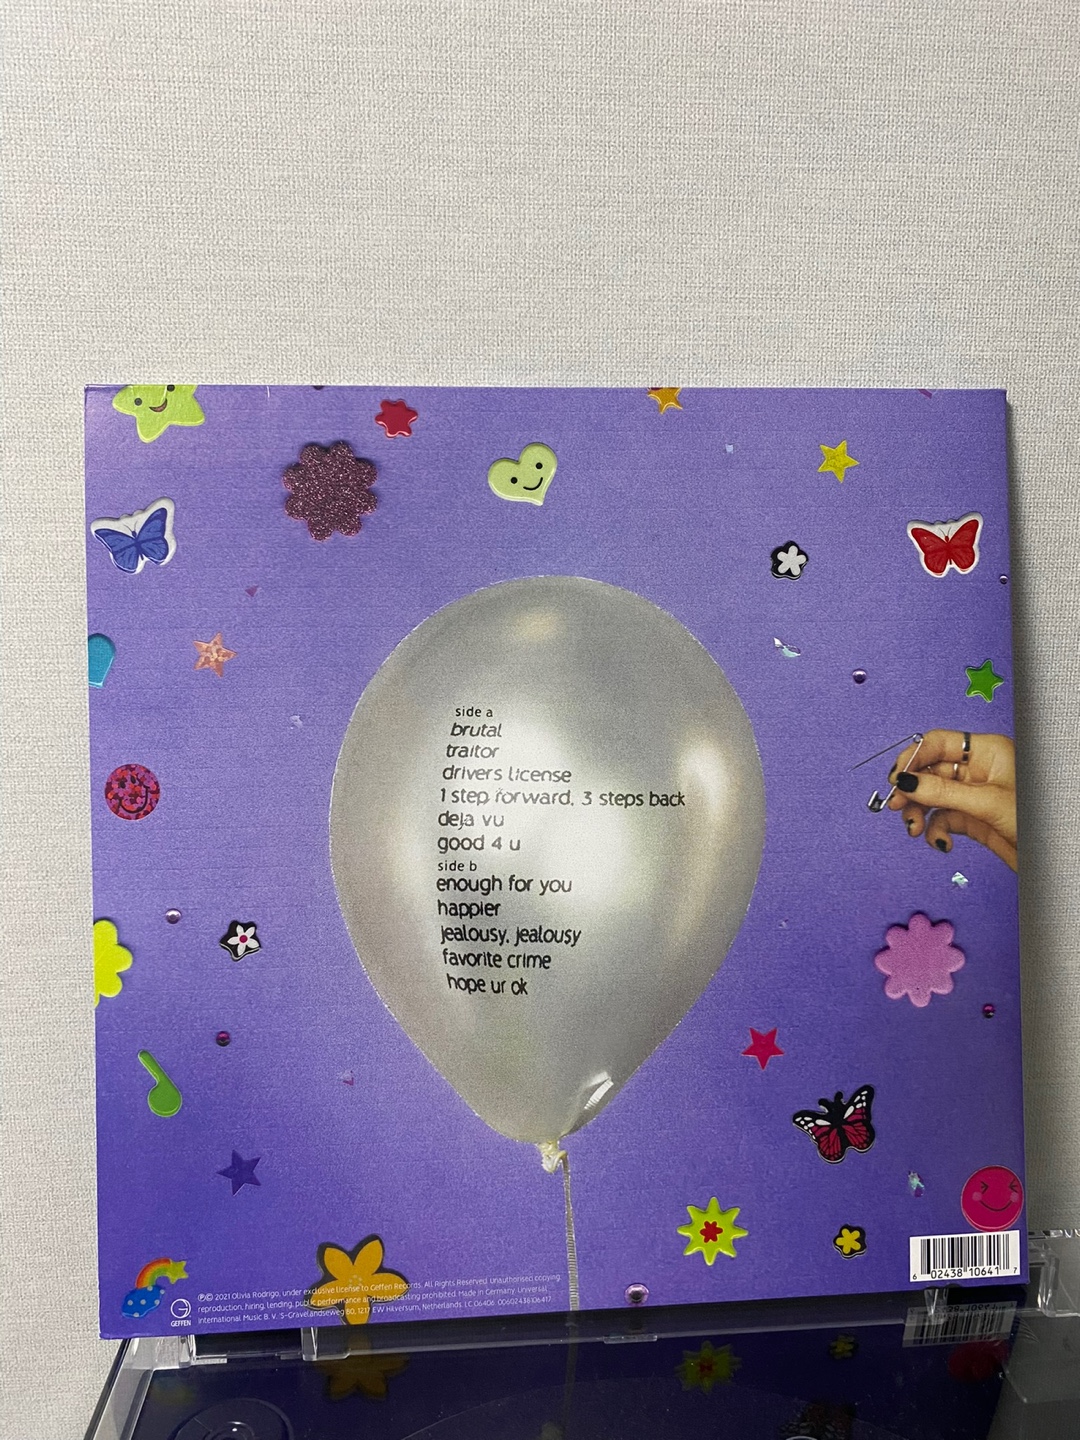 side a
brutal
traitor
drivers license
1 step forward, 3 steps back
deja vu
good 4 u
side b
enough for you
happier
jealousy, jealousy
favorite crime
hope ur ok
GEFFEN
℗© 2021 Olivia Rodrigo, under exclusive license to Geffen Records. All Rights Reserved. Unauthorised copying,
reproduction, hiring, lending, public performance and broadcasting prohibited. Made in Germany. Universal
International Music B. V. 'S-Gravelandseweg 80, 1217 EW Hilversum, Netherlands. LC 06406. 00602438106417
6 02438 10641 7